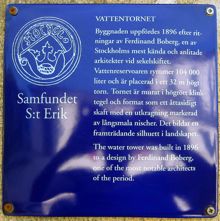 VATTENTORNET
Byggnaden uppfördes 1896 efter rit-
ningar av Ferdinand Boberg, en av
Stockholms mest kända och anlitade
arkitekter vid sekelskiftet.
Vattenreservoaren rymmer 104 000
liter och är placerad i ett 32 m högt
torn. Tornet är murat i högrött klink-
tegel och format som ett åttasidigt
skaft med en utkragning markerad
av långsmala nischer. Det bildar en
framträdande silhuett i landskapet.
The water tower was built in 1896
to a design by Ferdinand Boberg,
one of the most notable architects
of the period.
Samfundet
S:t Erik